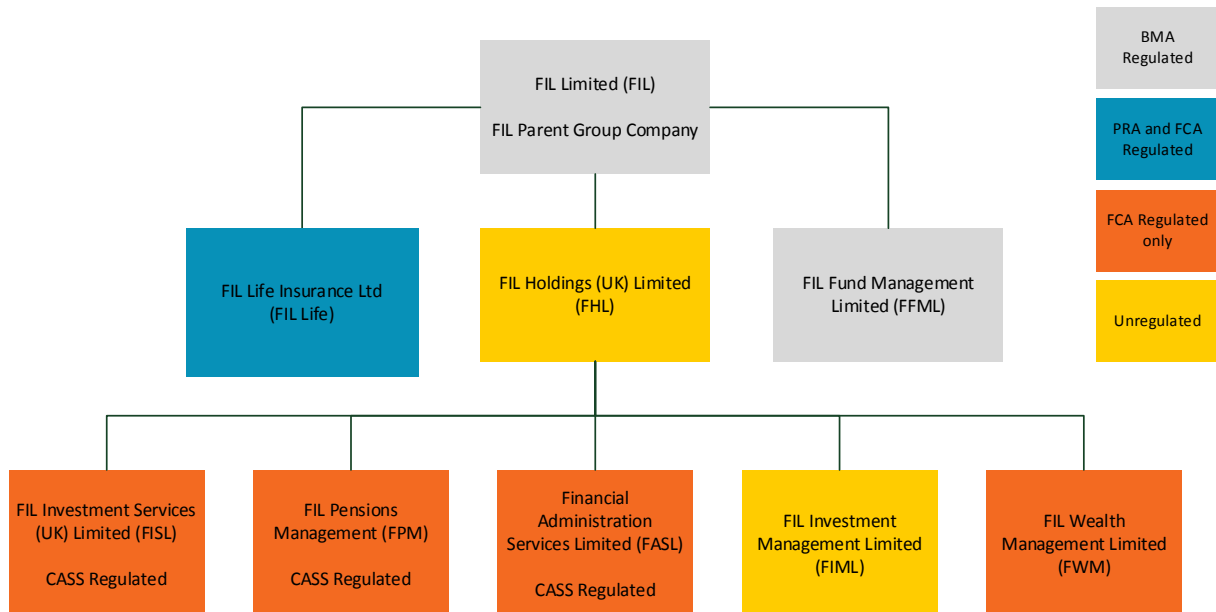 FIL Limited (FIL)
FIL Parent Group Company
BMA
Regulated
PRA and FCA
Regulated
FCA Regulated
only
Unregulated
FIL Life Insurance Ltd
(FIL Life)
FIL Holdings (UK) Limited
(FHL)
FIL Fund Management
Limited (FFML)
FIL Investment Services
(UK) Limited (FISL)
CASS Regulated
FIL Pensions
Management (FPM)
CASS Regulated
Financial
Administration
Services Limited (FASL)
CASS Regulated
FIL Investment
Management Limited
(FIML)
FIL Wealth
Management Limited
(FWM)